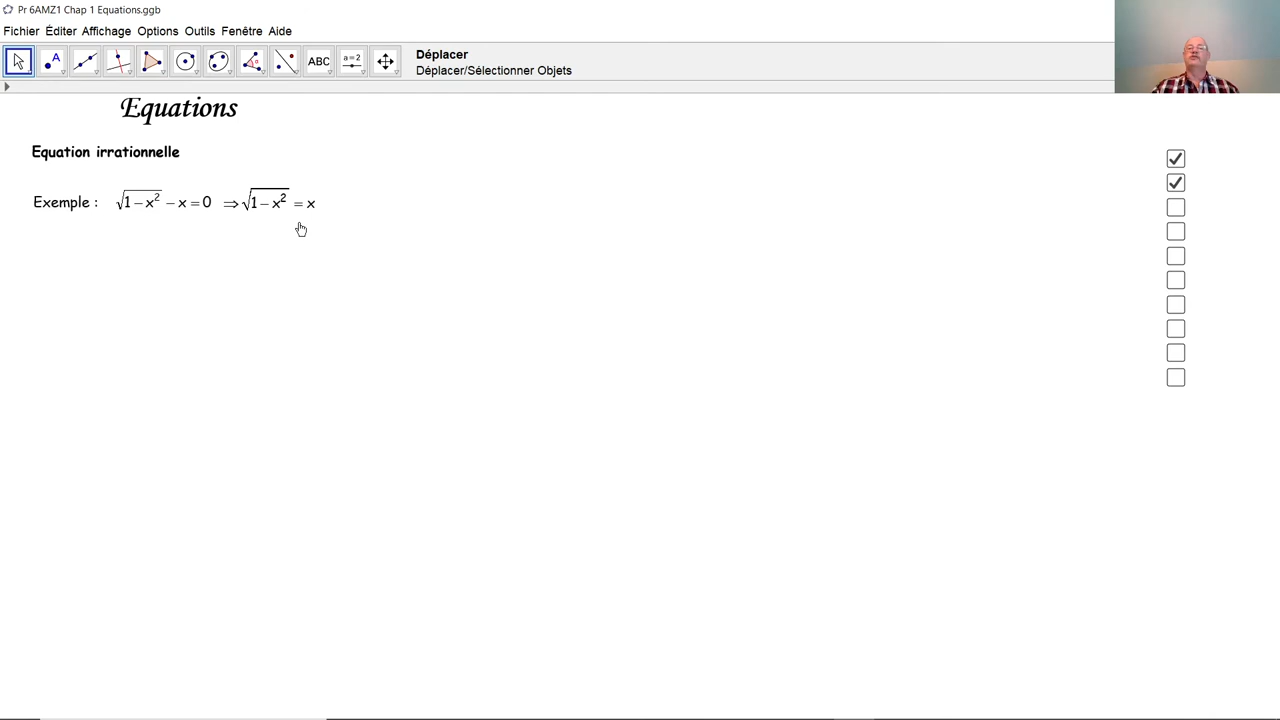 Pr 6AMZ1 Chap 1 Equations.ggb
Fichier Éditer Affichage Options Outils Fenêtre Aide
A ABC a=2
Déplacer
Déplacer/Sélectionner Objets
Equations
Equation irrationnelle
Exemple : √(1−x²) − x = 0 ⇒ √(1−x²) = x